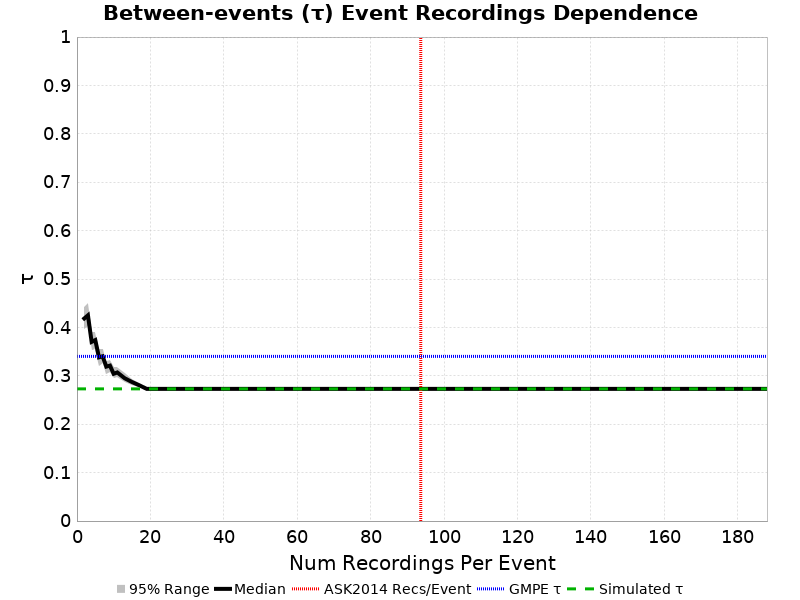 Between-events (τ) Event Recordings Dependence
1
0.9
0.8
0.7
0.6
0.5
0.4
0.3
0.2
0.1
0
τ
0 20 40 60 80 100 120 140 160 180
Num Recordings Per Event
95% Range Median ASK2014 Recs/Event GMPE τ Simulated τ